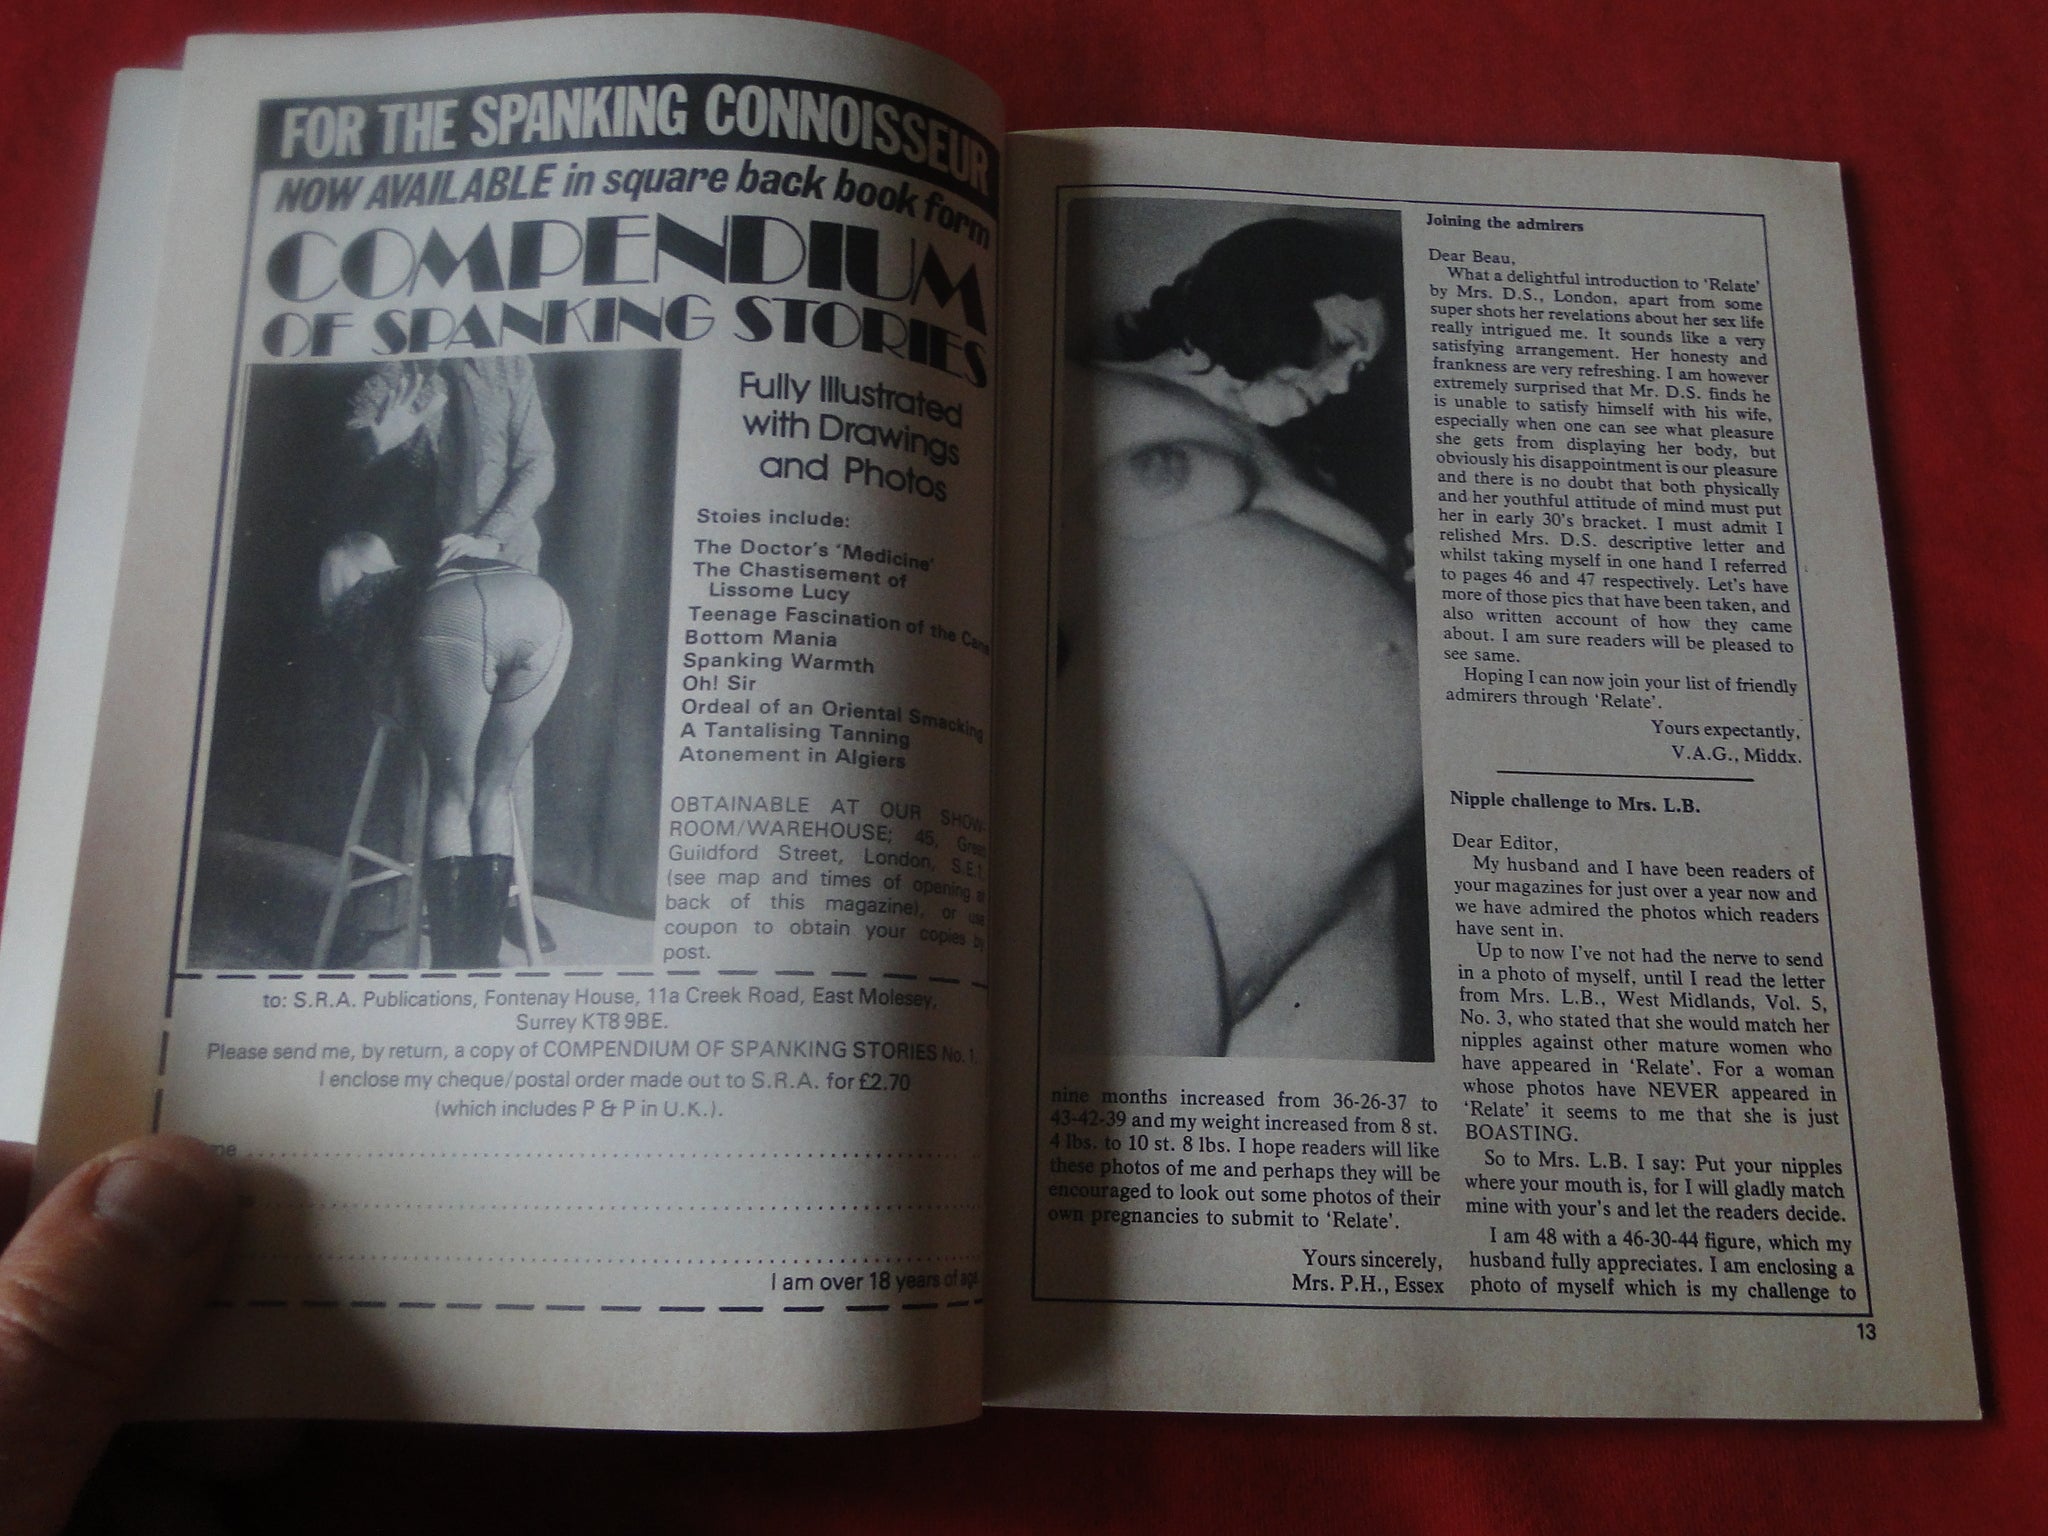 FOR THE SPANKING CONNOISSEUR
NOW AVAILABLE in square back book form
COMPENDIUM
OF SPANKING STORIES
Fully Illustrated
with Drawings
and Photos
Stoies include:
The Doctor's 'Medicine'
The Chastisement of
Lissome Lucy
Teenage Fascination of the Cane
Bottom Mania
Spanking Warmth
Oh! Sir
Ordeal of an Oriental Smacking
A Tantalising Tanning
Atonement in Algiers
OBTAINABLE AT OUR SHOW-
ROOM/WAREHOUSE; 45, Great
Guildford Street, London, S.E.1.
(see map and times of opening at
back of this magazine), or use
coupon to obtain your copies by
post.
to: S.R.A. Publications, Fontenay House, 11a Creek Road, East Molesey,
Surrey KT8 9BE.
Please send me, by return, a copy of COMPENDIUM OF SPANKING STORIES No. 1.
I enclose my cheque/postal order made out to S.R.A. for £2.70
(which includes P & P in U.K.).
I am over 18 years of age
nine months increased from 36-26-37 to
43-42-39 and my weight increased from 8 st.
4 lbs. to 10 st. 8 lbs. I hope readers will like
these photos of me and perhaps they will be
encouraged to look out some photos of their
own pregnancies to submit to 'Relate'.
Yours sincerely,
Mrs. P.H., Essex
Joining the admirers
Dear Beau,
What a delightful introduction to 'Relate'
by Mrs. D.S., London, apart from some
super shots her revelations about her sex life
really intrigued me. It sounds like a very
satisfying arrangement. Her honesty and
frankness are very refreshing. I am however
extremely surprised that Mr. D.S. finds he
is unable to satisfy himself with his wife,
especially when one can see what pleasure
she gets from displaying her body, but
obviously his disappointment is our pleasure
and there is no doubt that both physically
and her youthful attitude of mind must put
her in early 30's bracket. I must admit I
relished Mrs. D.S. descriptive letter and
whilst taking myself in one hand I referred
to pages 46 and 47 respectively. Let's have
more of those pics that have been taken, and
also written account of how they came
about. I am sure readers will be pleased to
see same.
Hoping I can now join your list of friendly
admirers through 'Relate'.
Yours expectantly,
V.A.G., Middx.
Nipple challenge to Mrs. L.B.
Dear Editor,
My husband and I have been readers of
your magazines for just over a year now and
we have admired the photos which readers
have sent in.
Up to now I've not had the nerve to send
in a photo of myself, until I read the letter
from Mrs. L.B., West Midlands, Vol. 5,
No. 3, who stated that she would match her
nipples against other mature women who
have appeared in 'Relate'. For a woman
whose photos have NEVER appeared in
'Relate' it seems to me that she is just
BOASTING.
So to Mrs. L.B. I say: Put your nipples
where your mouth is, for I will gladly match
mine with your's and let the readers decide.
I am 48 with a 46-30-44 figure, which my
husband fully appreciates. I am enclosing a
photo of myself which is my challenge to
13